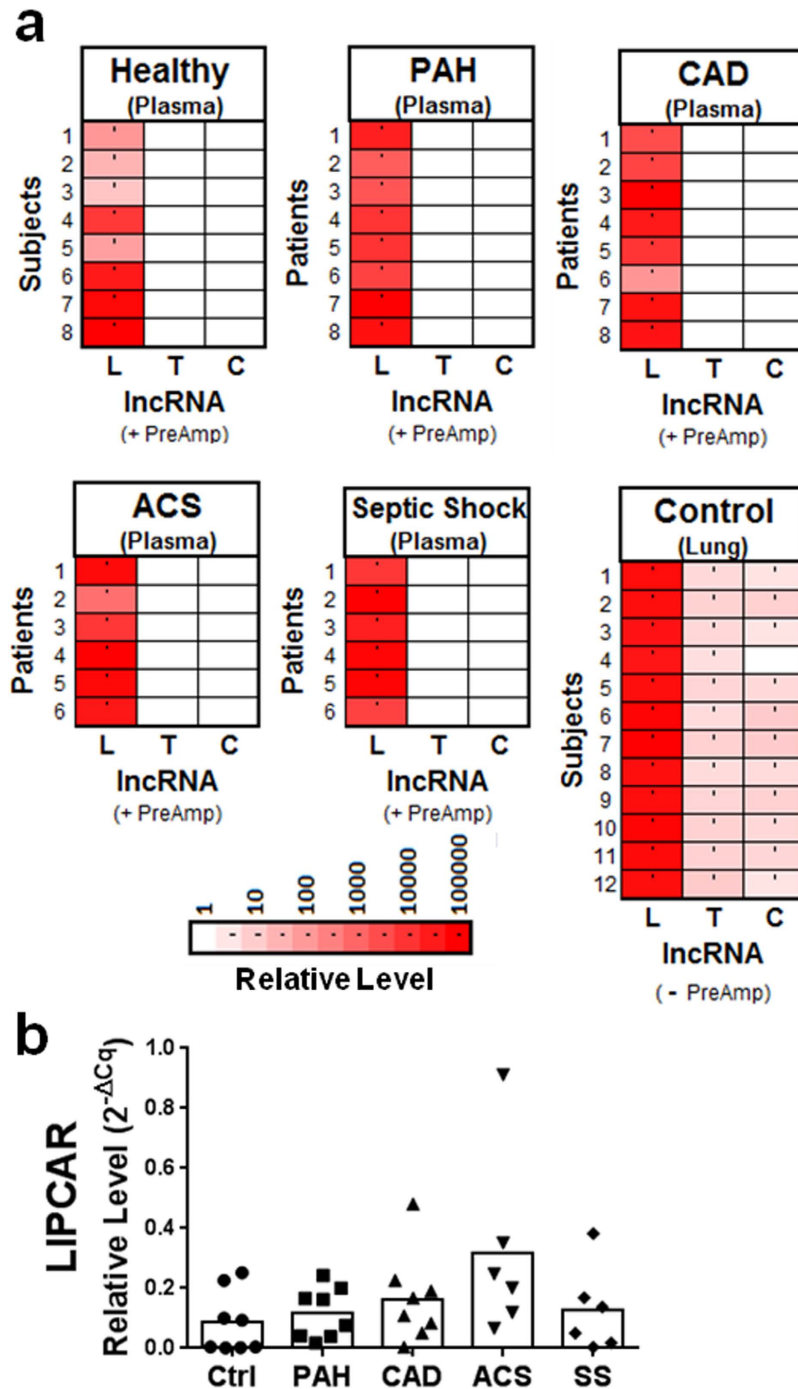 a
Healthy
(Plasma)
Subjects
1
2
3
4
5
6
7
8
L T C
lncRNA
(+ PreAmp)
PAH
(Plasma)
Patients
1
2
3
4
5
6
7
8
L T C
lncRNA
(+ PreAmp)
CAD
(Plasma)
Patients
1
2
3
4
5
6
7
8
L T C
lncRNA
(+ PreAmp)
ACS
(Plasma)
Patients
1
2
3
4
5
6
L T C
lncRNA
(+ PreAmp)
Septic Shock
(Plasma)
Patients
1
2
3
4
5
6
L T C
lncRNA
(+ PreAmp)
Control
(Lung)
Subjects
1
2
3
4
5
6
7
8
9
10
11
12
L T C
lncRNA
( - PreAmp)
1 10 100 1000 10000 100000
Relative Level
b
LIPCAR
Relative Level (2-ΔCq)
1.0
0.8
0.6
0.4
0.2
0.0
Ctrl PAH CAD ACS SS